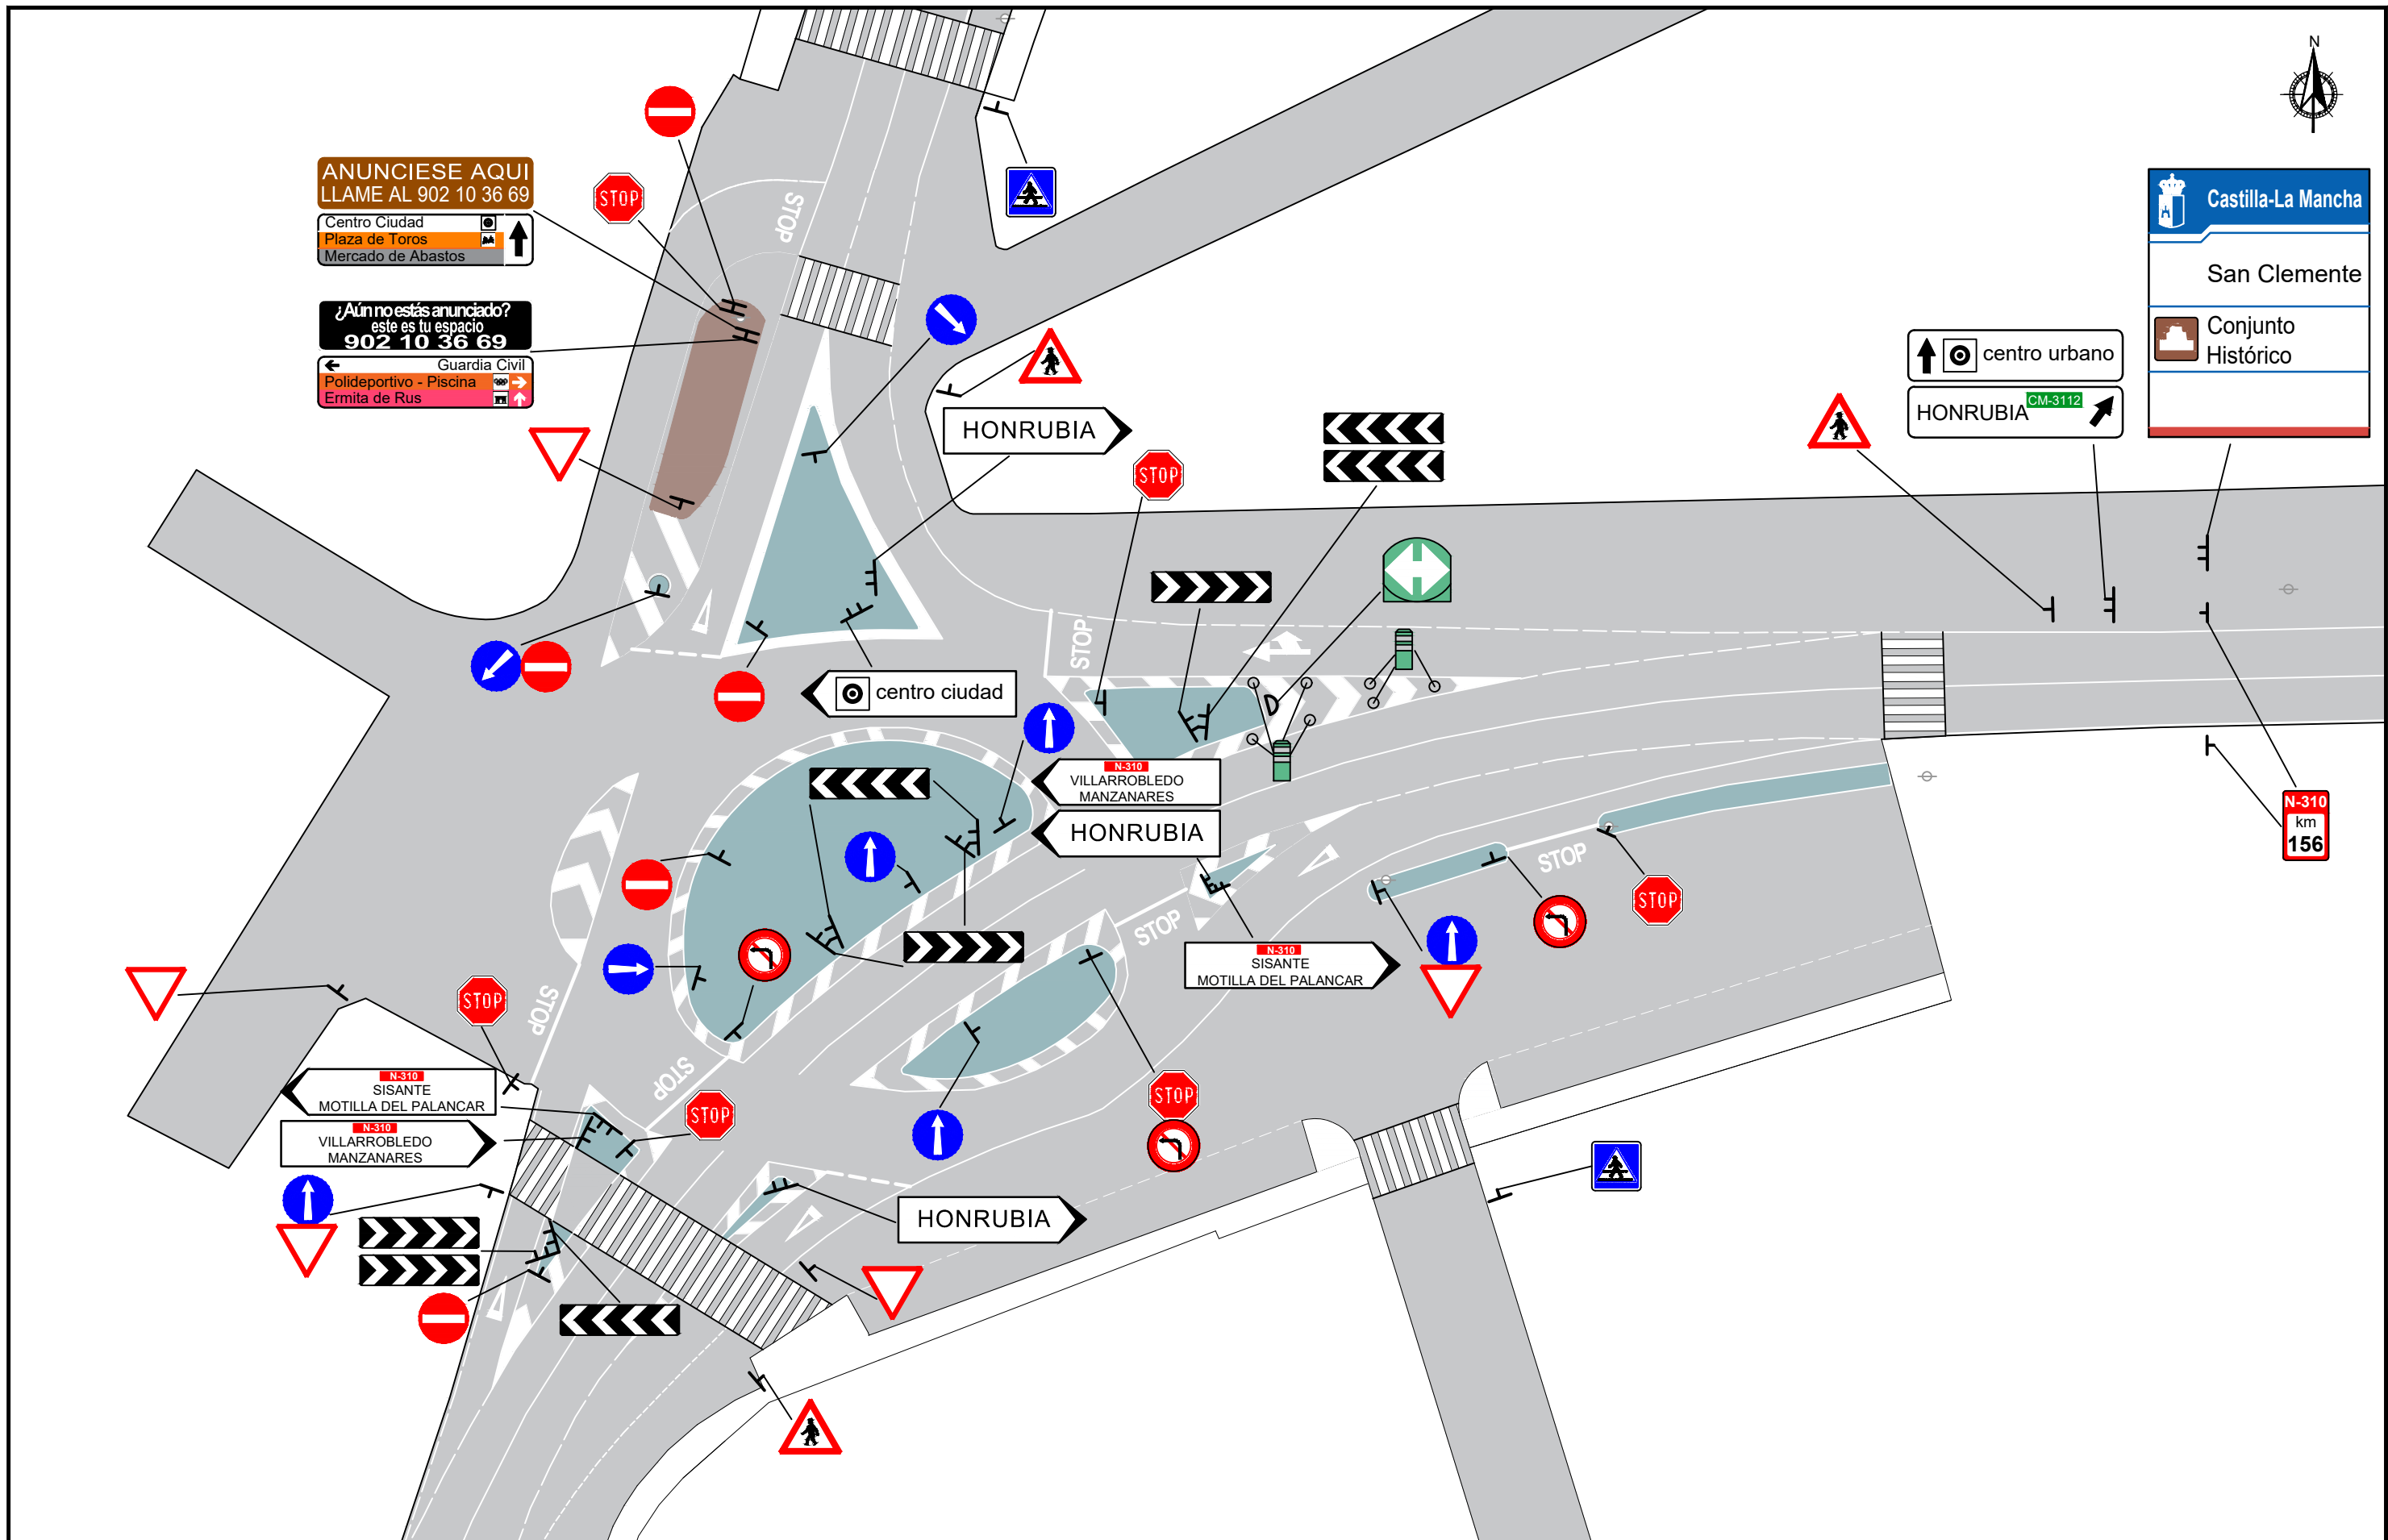 N
ANUNCIESE AQUI
LLAME AL 902 10 36 69
STOP
Centro Ciudad
Plaza de Toros
Mercado de Abastos
¿Aún no estás anunciado?
este es tu espacio
902 10 36 69
Guardia Civil
Polideportivo - Piscina
Ermita de Rus
STOP
Castilla-La Mancha
San Clemente
Conjunto
Histórico
centro urbano
HONRUBIA CM-3112
HONRUBIA
STOP
STOP
centro ciudad
N-310
VILLARROBLEDO
MANZANARES
HONRUBIA
N-310
km
156
STOP
STOP
STOP
N-310
SISANTE
MOTILLA DEL PALANCAR
STOP
STOP
STOP
N-310
SISANTE
MOTILLA DEL PALANCAR
N-310
VILLARROBLEDO
MANZANARES
STOP
STOP
STOP
HONRUBIA